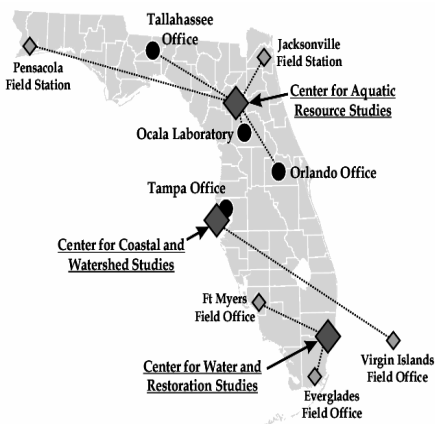 Tallahassee
Office
Jacksonville
Field Station
Pensacola
Field Station
Center for Aquatic
Resource Studies
Ocala Laboratory
Orlando Office
Tampa Office
Center for Coastal and
Watershed Studies
Ft Myers
Field Office
Virgin Islands
Field Office
Center for Water and
Restoration Studies
Everglades
Field Office